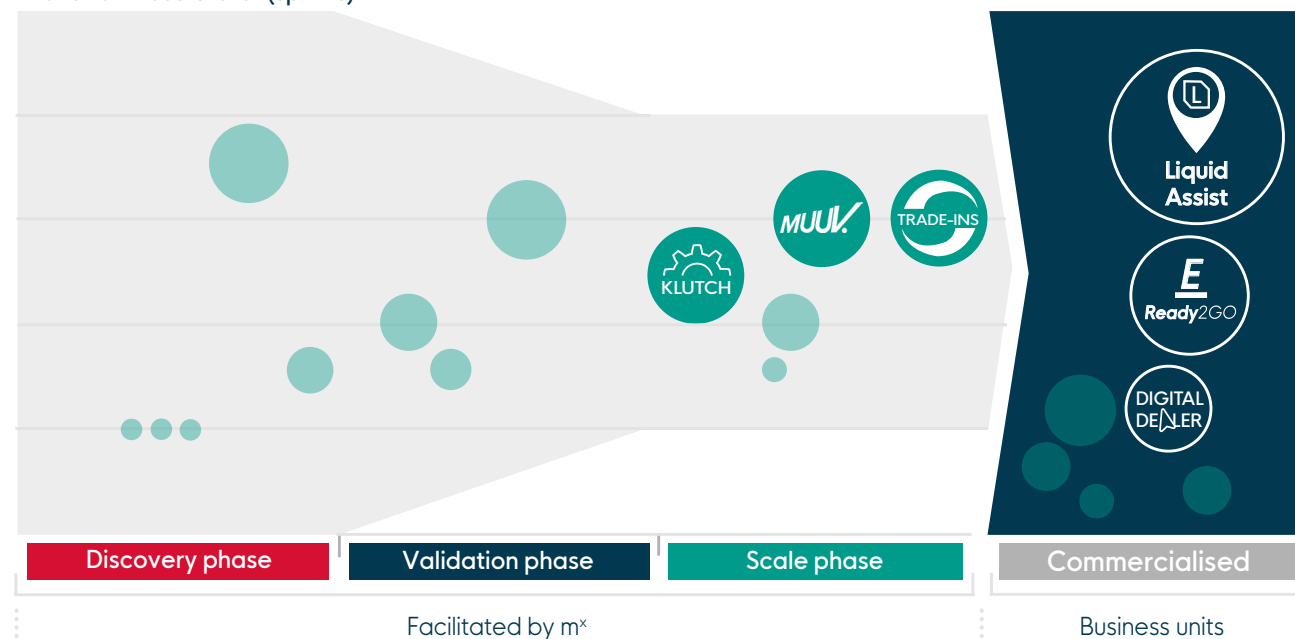 L
Liquid
Assist
MUUV.
TRADE-INS
KLUTCH
E
Ready2GO
DIGITAL
DEALER
Discovery phase
Validation phase
Scale phase
Commercialised
Facilitated by mˣ
Business units